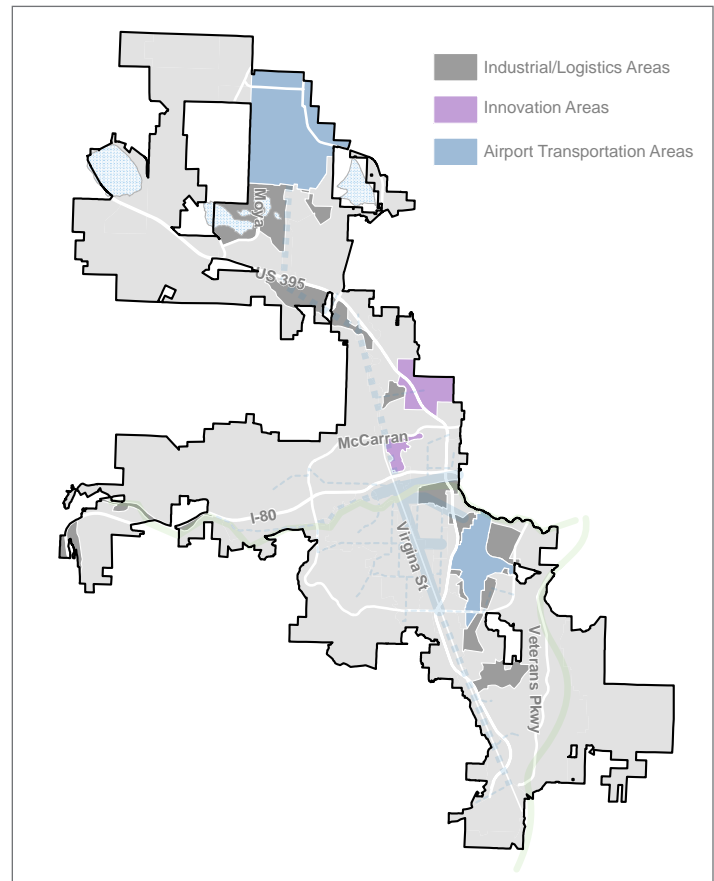 Industrial/Logistics Areas
Innovation Areas
Airport Transportation Areas
Moya
US 395
McCarran
I-80
Virgina St
Veterans Pkwy